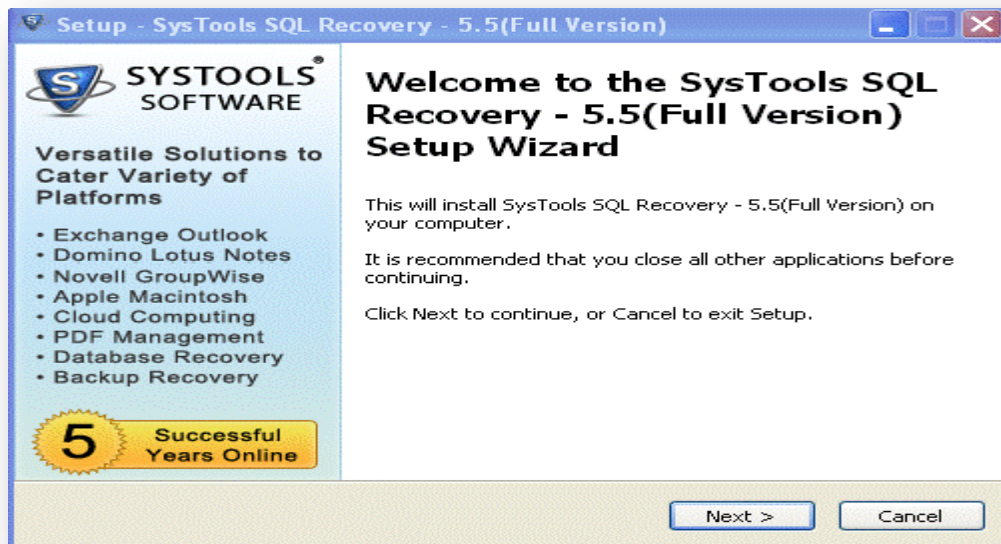 Setup - SysTools SQL Recovery - 5.5(Full Version)
SYSTOOLS®
SOFTWARE
Versatile Solutions to
Cater Variety of
Platforms
• Exchange Outlook
• Domino Lotus Notes
• Novell GroupWise
• Apple Macintosh
• Cloud Computing
• PDF Management
• Database Recovery
• Backup Recovery
5 Successful
Years Online
Welcome to the SysTools SQL
Recovery - 5.5(Full Version)
Setup Wizard
This will install SysTools SQL Recovery - 5.5(Full Version) on
your computer.
It is recommended that you close all other applications before
continuing.
Click Next to continue, or Cancel to exit Setup.
Next >
Cancel